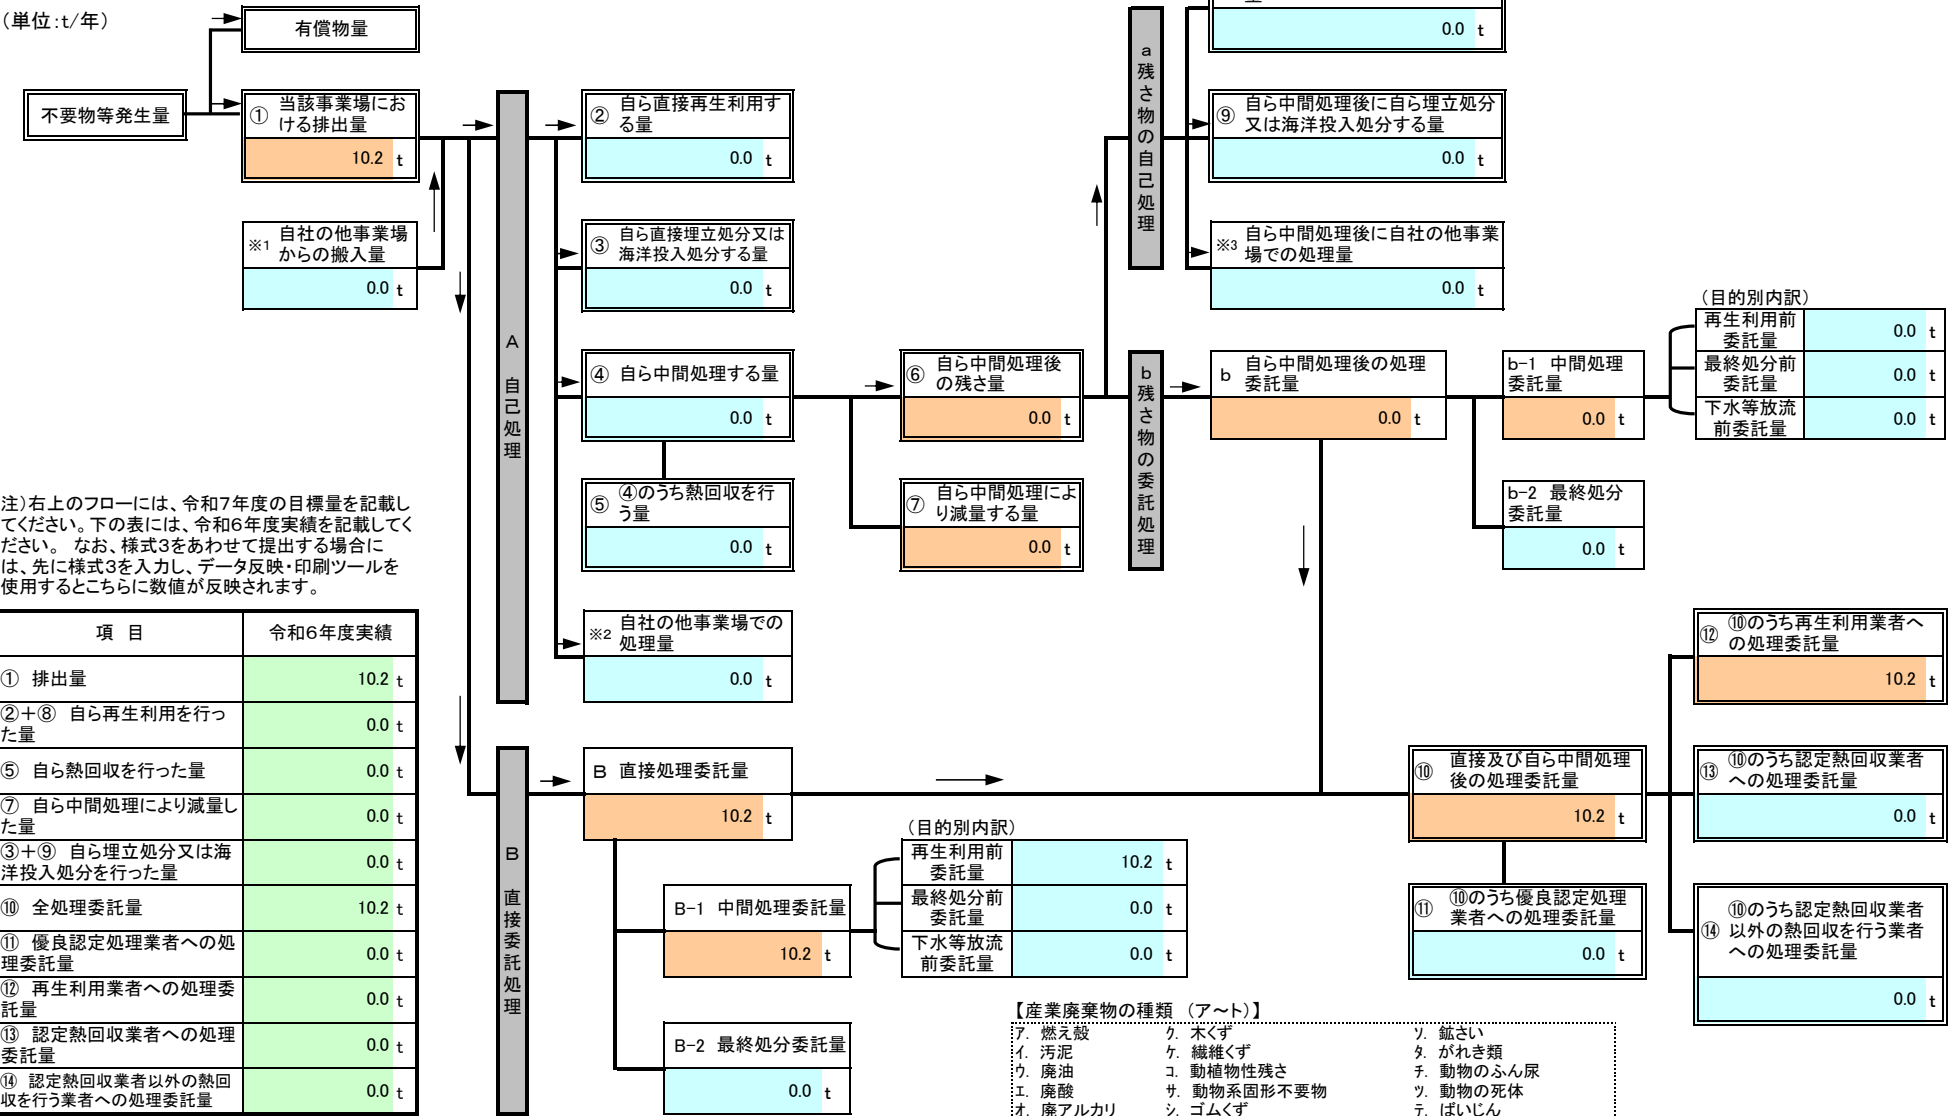 （単位:t/年）
有償物量
不要物等発生量
① 当該事業場にお
ける排出量
10.2 t
※1 自社の他事業場
からの搬入量
0.0 t
A 自己処理
② 自ら直接再生利用す
る量
0.0 t
③ 自ら直接埋立処分又は
海洋投入処分する量
0.0 t
④ 自ら中間処理する量
0.0 t
⑤ ④のうち熱回収を行
う量
0.0 t
※2 自社の他事業場での
処理量
0.0 t
⑥ 自ら中間処理後
の残さ量
0.0 t
⑦ 自ら中間処理によ
り減量する量
0.0 t
a 残さ物の自己処理
0.0 t
⑨ 自ら中間処理後に自ら埋立処分
又は海洋投入処分する量
0.0 t
※3 自ら中間処理後に自社の他事業
場での処理量
0.0 t
b 残さ物の委託処理
b 自ら中間処理後の処理
委託量
0.0 t
b-1 中間処理
委託量
0.0 t
b-2 最終処分
委託量
0.0 t
（目的別内訳）
再生利用前
委託量
0.0 t
最終処分前
委託量
0.0 t
下水等放流
前委託量
0.0 t
注）右上のフローには、令和7年度の目標量を記載し
てください。下の表には、令和6年度実績を記載してく
ださい。 なお、様式3をあわせて提出する場合に
は、先に様式3を入力し、データ反映・印刷ツールを
使用するとこちらに数値が反映されます。
項 目 令和6年度実績
① 排出量 10.2 t
②+⑧ 自ら再生利用を行っ
た量 0.0 t
⑤ 自ら熱回収を行った量 0.0 t
⑦ 自ら中間処理により減量し
た量 0.0 t
③+⑨ 自ら埋立処分又は海
洋投入処分を行った量 0.0 t
⑩ 全処理委託量 10.2 t
⑪ 優良認定処理業者への処
理委託量 0.0 t
⑫ 再生利用業者への処理委
託量 0.0 t
⑬ 認定熱回収業者への処理
委託量 0.0 t
⑭ 認定熱回収業者以外の熱回
収を行う業者への処理委託量 0.0 t
B 直接委託処理
B 直接処理委託量
10.2 t
B-1 中間処理委託量
10.2 t
B-2 最終処分委託量
0.0 t
（目的別内訳）
再生利用前
委託量
10.2 t
最終処分前
委託量
0.0 t
下水等放流
前委託量
0.0 t
⑩ 直接及び自ら中間処理
後の処理委託量
10.2 t
⑪ ⑩のうち優良認定処理
業者への処理委託量
0.0 t
⑫ ⑩のうち再生利用業者へ
の処理委託量
10.2 t
⑬ ⑩のうち認定熱回収業者
への処理委託量
0.0 t
⑭ ⑩のうち認定熱回収業者
以外の熱回収を行う業者
への処理委託量
0.0 t
【産業廃棄物の種類 （ア～ト）】
ア. 燃え殻 ク. 木くず ソ. 鉱さい
イ. 汚泥 ケ. 繊維くず タ. がれき類
ウ. 廃油 コ. 動植物性残さ チ. 動物のふん尿
エ. 廃酸 サ. 動物系固形不要物 ツ. 動物の死体
オ. 廃アルカリ シ. ゴムくず テ. ばいじん